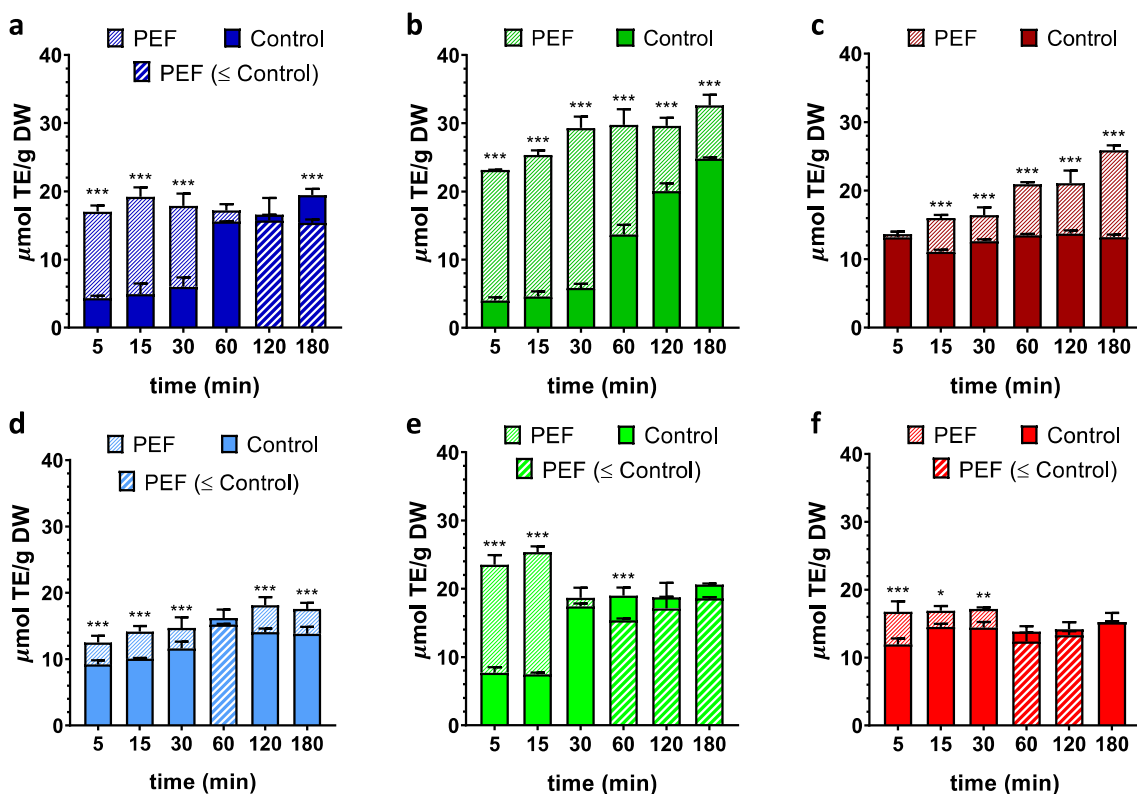 a
PEF Control
PEF (≤ Control)
μmol TE/g DW
40
30
20
10
0
*** *** *** ***
5 15 30 60 120 180
time (min)
b
PEF Control
μmol TE/g DW
40
30
20
10
0
*** *** *** *** *** ***
5 15 30 60 120 180
time (min)
c
PEF Control
μmol TE/g DW
40
30
20
10
0
*** *** *** *** ***
5 15 30 60 120 180
time (min)
d
PEF Control
PEF (≤ Control)
μmol TE/g DW
40
30
20
10
0
*** *** *** *** ***
5 15 30 60 120 180
time (min)
e
PEF Control
PEF (≤ Control)
μmol TE/g DW
40
30
20
10
0
*** *** ***
5 15 30 60 120 180
time (min)
f
PEF Control
PEF (≤ Control)
μmol TE/g DW
40
30
20
10
0
*** * **
5 15 30 60 120 180
time (min)